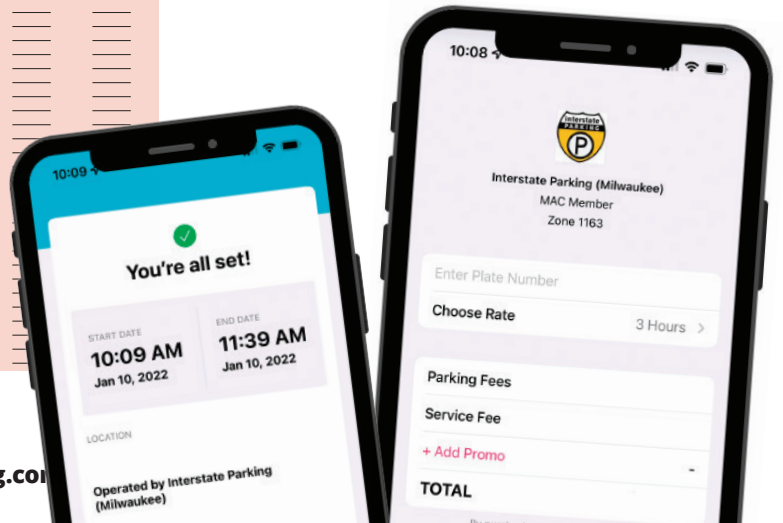 10:09
You're all set!
START DATE
10:09 AM
Jan 10, 2022
END DATE
11:39 AM
Jan 10, 2022
LOCATION
Operated by Interstate Parking
(Milwaukee)
10:08
Interstate
PARKING
P
Interstate Parking (Milwaukee)
MAC Member
Zone 1163
Enter Plate Number
Choose Rate
3 Hours >
Parking Fees
Service Fee
+ Add Promo
-
TOTAL